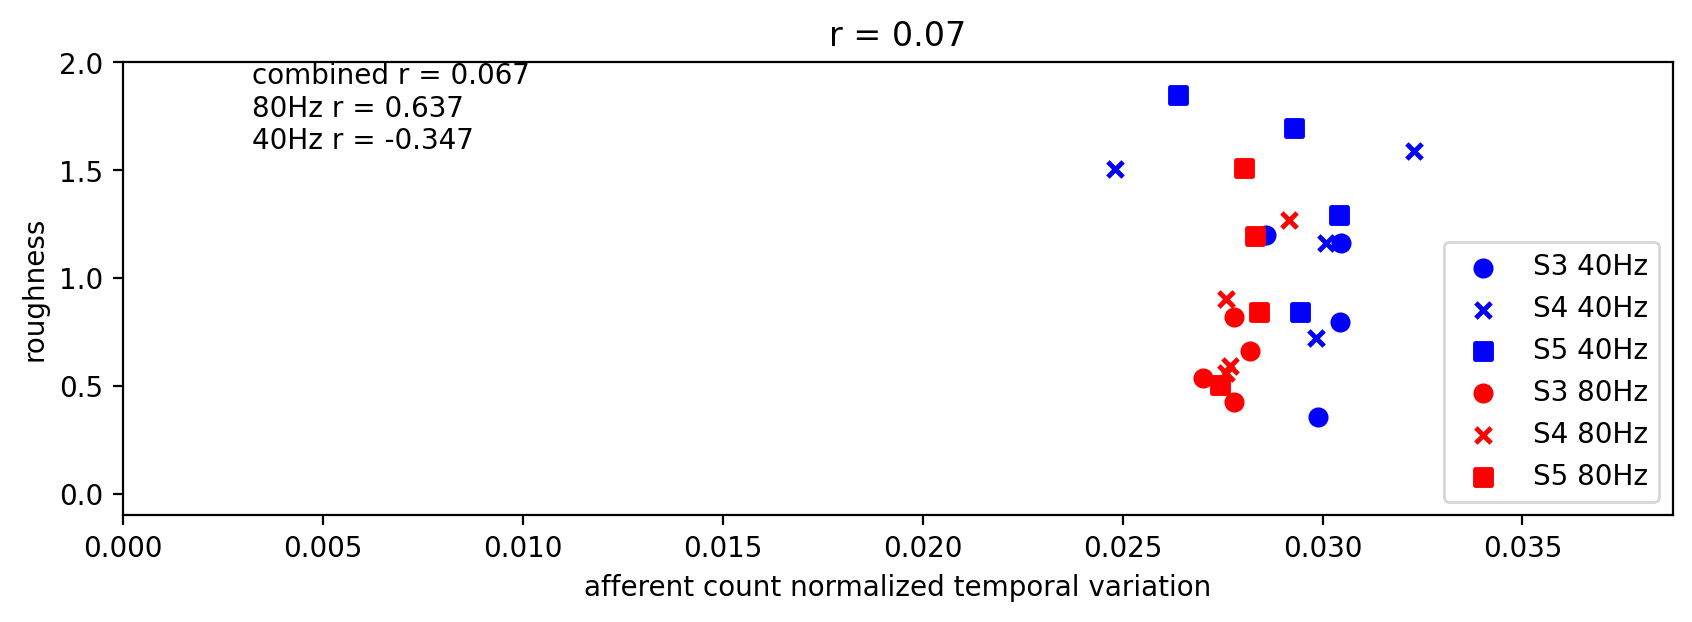 r = 0.07
combined r = 0.067
80Hz r = 0.637
40Hz r = -0.347
2.0
1.5
1.0
0.5
0.0
roughness
S3 40Hz
S4 40Hz
S5 40Hz
S3 80Hz
S4 80Hz
S5 80Hz
0.000 0.005 0.010 0.015 0.020 0.025 0.030 0.035
afferent count normalized temporal variation